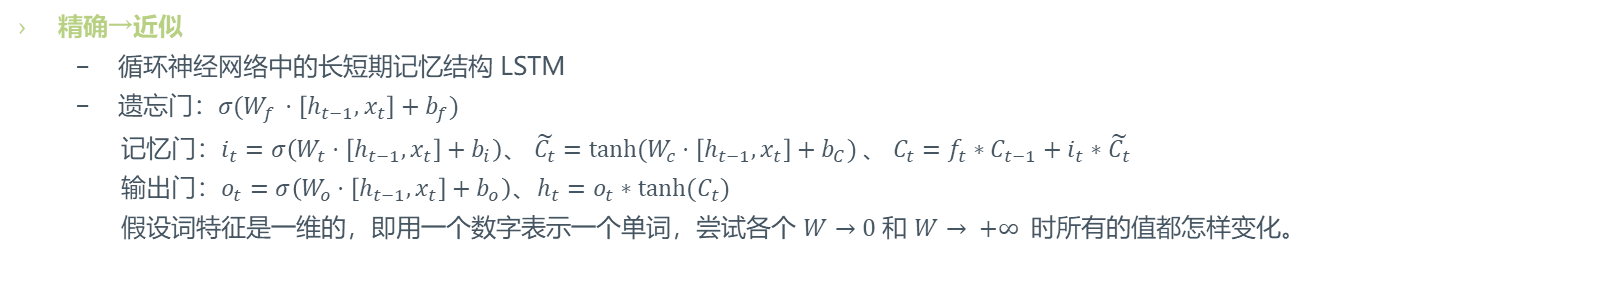 › 精确→近似
– 循环神经网络中的长短期记忆结构 LSTM
– 遗忘门：σ(W_f · [h_{t−1}, x_t] + b_f)
记忆门：i_t = σ(W_t · [h_{t−1}, x_t] + b_i)、 C̃_t = tanh(W_c · [h_{t−1}, x_t] + b_C) 、 C_t = f_t ∗ C_{t−1} + i_t ∗ C̃_t
输出门：o_t = σ(W_o · [h_{t−1}, x_t] + b_o)、h_t = o_t ∗ tanh(C_t)
假设词特征是一维的，即用一个数字表示一个单词，尝试各个 W → 0 和 W → +∞ 时所有的值都怎样变化。